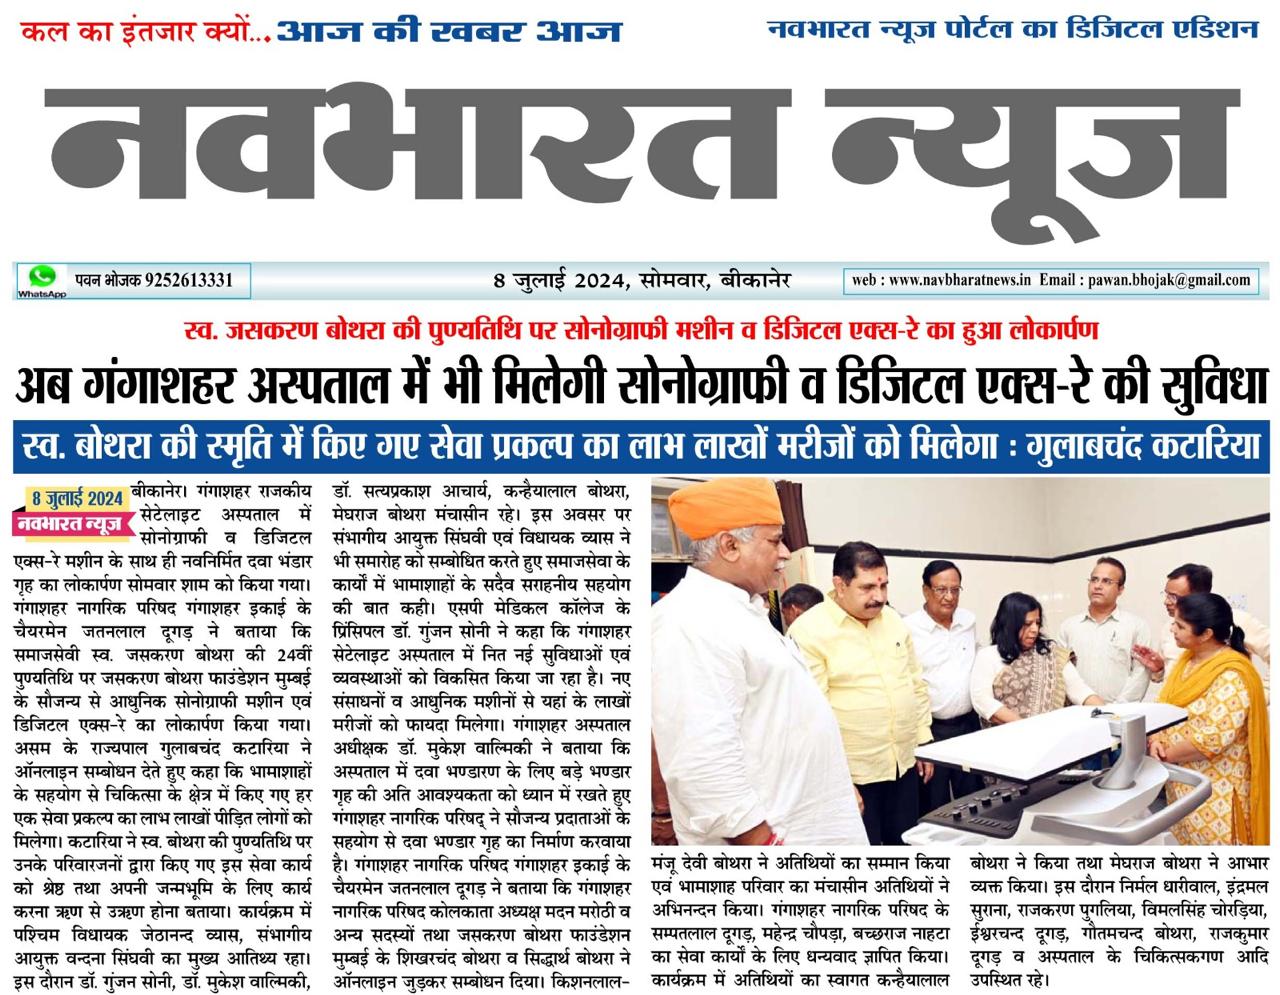 कल का इंतजार क्यों... आज की खबर आज
नवभारत न्यूज पोर्टल का डिजिटल एडिशन
नवभारत न्यूज
WhatsApp
पवन भोजक 9252613331
8 जुलाई 2024, सोमवार, बीकानेर
web : www.navbharatnews.in Email : pawan.bhojak@gmail.com
स्व. जसकरण बोथरा की पुण्यतिथि पर सोनोग्राफी मशीन व डिजिटल एक्स-रे का हुआ लोकार्पण
अब गंगाशहर अस्पताल में भी मिलेगी सोनोग्राफी व डिजिटल एक्स-रे की सुविधा
स्व. बोथरा की स्मृति में किए गए सेवा प्रकल्प का लाभ लाखों मरीजों को मिलेगा : गुलाबचंद कटारिया
8 जुलाई 2024
नवभारत न्यूज
बीकानेर। गंगाशहर राजकीय
सेटेलाइट अस्पताल में
सोनोग्राफी व डिजिटल
एक्स-रे मशीन के साथ ही नवनिर्मित दवा भंडार
गृह का लोकार्पण सोमवार शाम को किया गया।
गंगाशहर नागरिक परिषद गंगाशहर इकाई के
चैयरमेन जतनलाल दूगड़ ने बताया कि
समाजसेवी स्व. जसकरण बोथरा की 24वीं
पुण्यतिथि पर जसकरण बोथरा फाउंडेशन मुम्बई
के सौजन्य से आधुनिक सोनोग्राफी मशीन एवं
डिजिटल एक्स-रे का लोकार्पण किया गया।
असम के राज्यपाल गुलाबचंद कटारिया ने
ऑनलाइन सम्बोधन देते हुए कहा कि भामाशाहों
के सहयोग से चिकित्सा के क्षेत्र में किए गए हर
एक सेवा प्रकल्प का लाभ लाखों पीड़ित लोगों को
मिलेगा। कटारिया ने स्व. बोथरा की पुण्यतिथि पर
उनके परिवारजनों द्वारा किए गए इस सेवा कार्य
को श्रेष्ठ तथा अपनी जन्मभूमि के लिए कार्य
करना ऋण से उऋण होना बताया। कार्यक्रम में
पश्चिम विधायक जेठानन्द व्यास, संभागीय
आयुक्त वन्दना सिंघवी का मुख्य आतिथ्य रहा।
इस दौरान डॉ. गुंजन सोनी, डॉ. मुकेश वाल्मिकी,
डॉ. सत्यप्रकाश आचार्य, कन्हैयालाल बोथरा,
मेघराज बोथरा मंचासीन रहे। इस अवसर पर
संभागीय आयुक्त सिंघवी एवं विधायक व्यास ने
भी समारोह को सम्बोधित करते हुए समाजसेवा के
कार्यों में भामाशाहों के सदैव सराहनीय सहयोग
की बात कही। एसपी मेडिकल कॉलेज के
प्रिंसिपल डॉ. गुंजन सोनी ने कहा कि गंगाशहर
सेटेलाइट अस्पताल में नित नई सुविधाओं एवं
व्यवस्थाओं को विकसित किया जा रहा है। नए
संसाधनों व आधुनिक मशीनों से यहां के लाखों
मरीजों को फायदा मिलेगा। गंगाशहर अस्पताल
अधीक्षक डॉ. मुकेश वाल्मिकी ने बताया कि
अस्पताल में दवा भण्डारण के लिए बड़े भण्डार
गृह की अति आवश्यकता को ध्यान में रखते हुए
गंगाशहर नागरिक परिषद् ने सौजन्य प्रदाताओं के
सहयोग से दवा भण्डार गृह का निर्माण करवाया
है। गंगाशहर नागरिक परिषद गंगाशहर इकाई के
चैयरमेन जतनलाल दूगड़ ने बताया कि गंगाशहर
नागरिक परिषद कोलकाता अध्यक्ष मदन मरोठी व
अन्य सदस्यों तथा जसकरण बोथरा फाउंडेशन
मुम्बई के शिखरचंद बोथरा व सिद्धार्थ बोथरा ने
ऑनलाइन जुड़कर सम्बोधन दिया। किशनलाल-
मंजू देवी बोथरा ने अतिथियों का सम्मान किया
एवं भामाशाह परिवार का मंचासीन अतिथियों ने
अभिनन्दन किया। गंगाशहर नागरिक परिषद के
सम्पतलाल दूगड़, महेन्द्र चौपड़ा, बच्छराज नाहटा
का सेवा कार्यों के लिए धन्यवाद ज्ञापित किया।
कार्यक्रम में अतिथियों का स्वागत कन्हैयालाल
बोथरा ने किया तथा मेघराज बोथरा ने आभार
व्यक्त किया। इस दौरान निर्मल धारीवाल, इंद्रमल
सुराना, राजकरण पुगलिया, विमलसिंह चोरड़िया,
ईश्वरचन्द दूगड़, गौतमचन्द बोथरा, राजकुमार
दूगड़ व अस्पताल के चिकित्सकगण आदि
उपस्थित रहे।